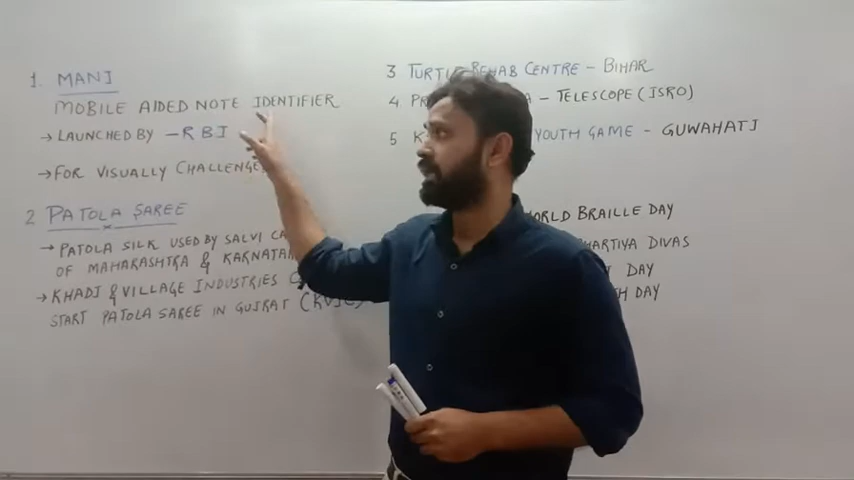 1. MANI
MOBILE AIDED NOTE IDENTIFIER
→ LAUNCHED BY - RBI
→ FOR VISUALLY CHALLENGE
2 PATOLA SAREE
→ PATOLA SILK USED BY SALVI
OF MAHARASHTRA & KARNATA
→ KHADI & VILLAGE INDUSTRIES
START PATOLA SAREE IN GUJRAT (KVIC)
3 TURTLE REHAB CENTRE - BIHAR
4 - TELESCOPE (ISRO)
5 YOUTH GAME - GUWAHATI
WORLD BRAILLE DAY
BHARTIYA DIVAS
DAY
DAY